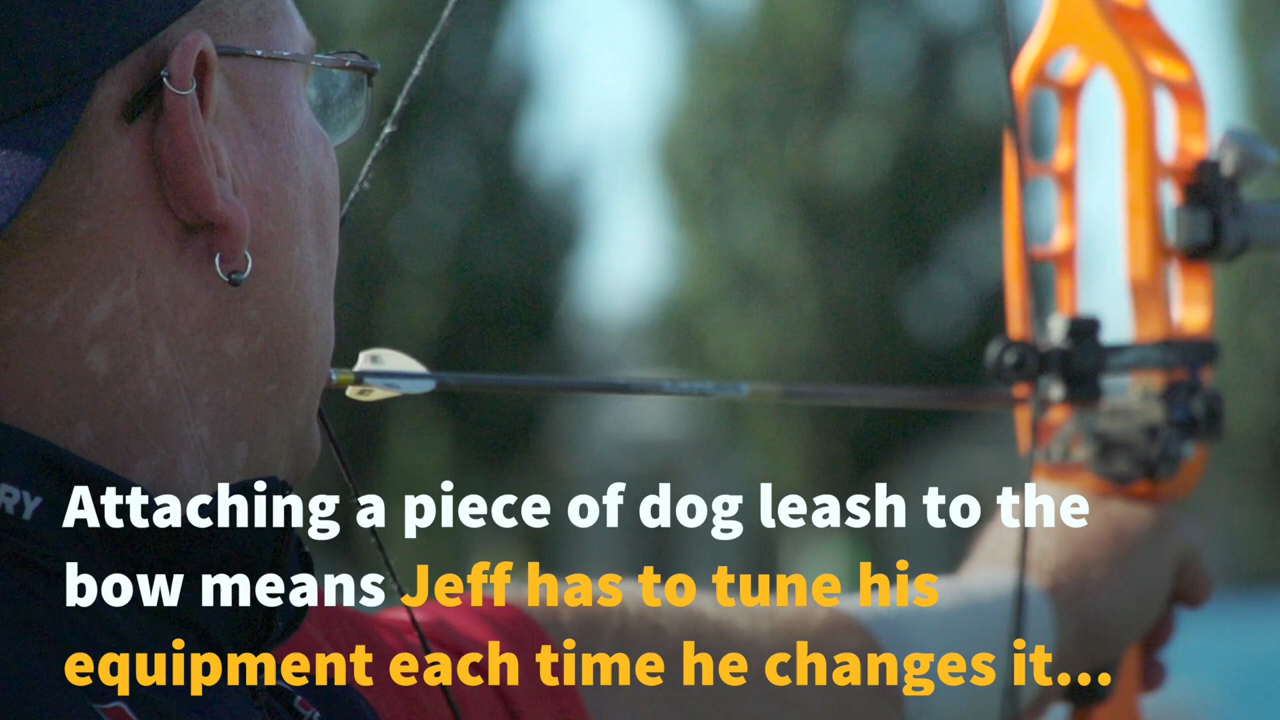 RY
Attaching a piece of dog leash to the
bow means Jeff has to tune his
equipment each time he changes it...